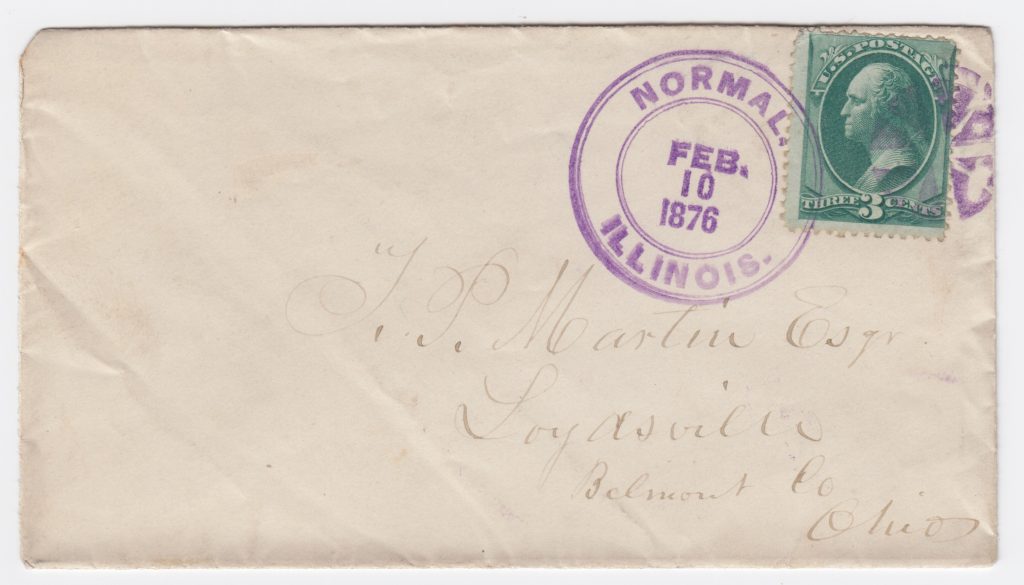 NORMAL,
FEB.
10
1876
ILLINOIS.
U.S. POSTAGE
THREE 3 CENTS
T. P. Martin Esqr.
Loydsville
Belmont Co
Ohio